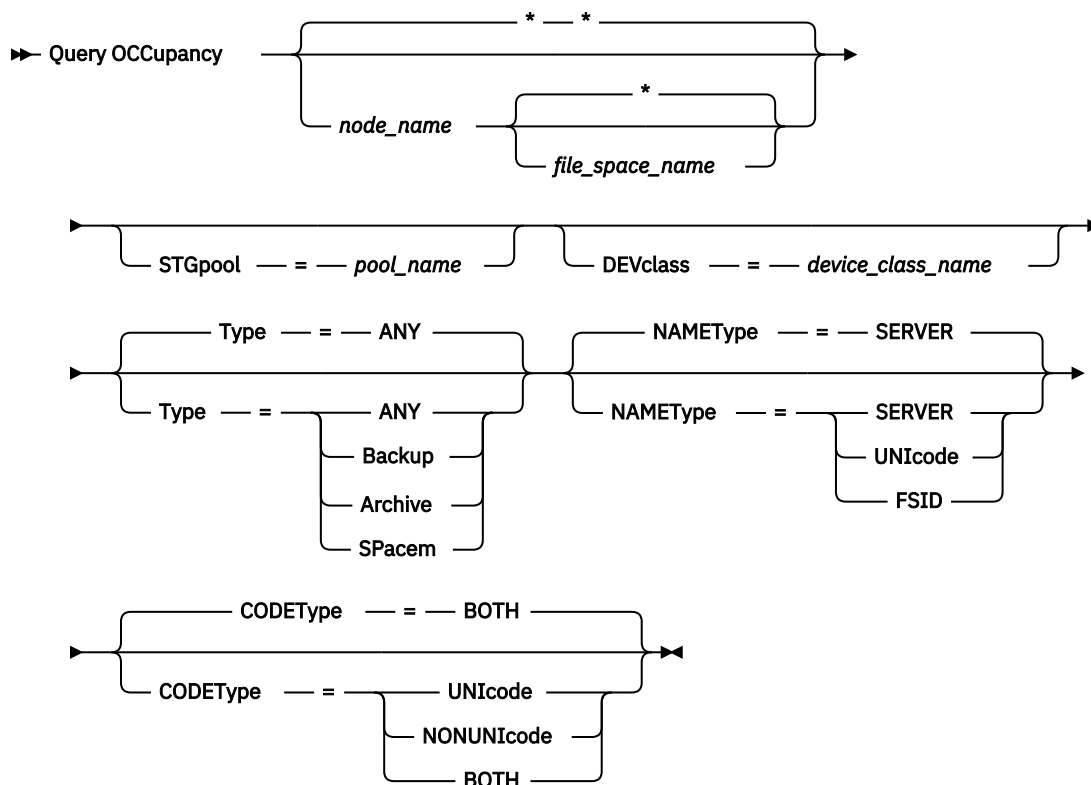 * *
Query OCCupancy
node_name
*
file_space_name
STGpool = pool_name DEVclass = device_class_name
Type = ANY NAMEType = SERVER
Type = ANY NAMEType = SERVER
Backup UNIcode
Archive FSID
SPacem
CODEType = BOTH
CODEType = UNIcode
NONUNIcode
BOTH